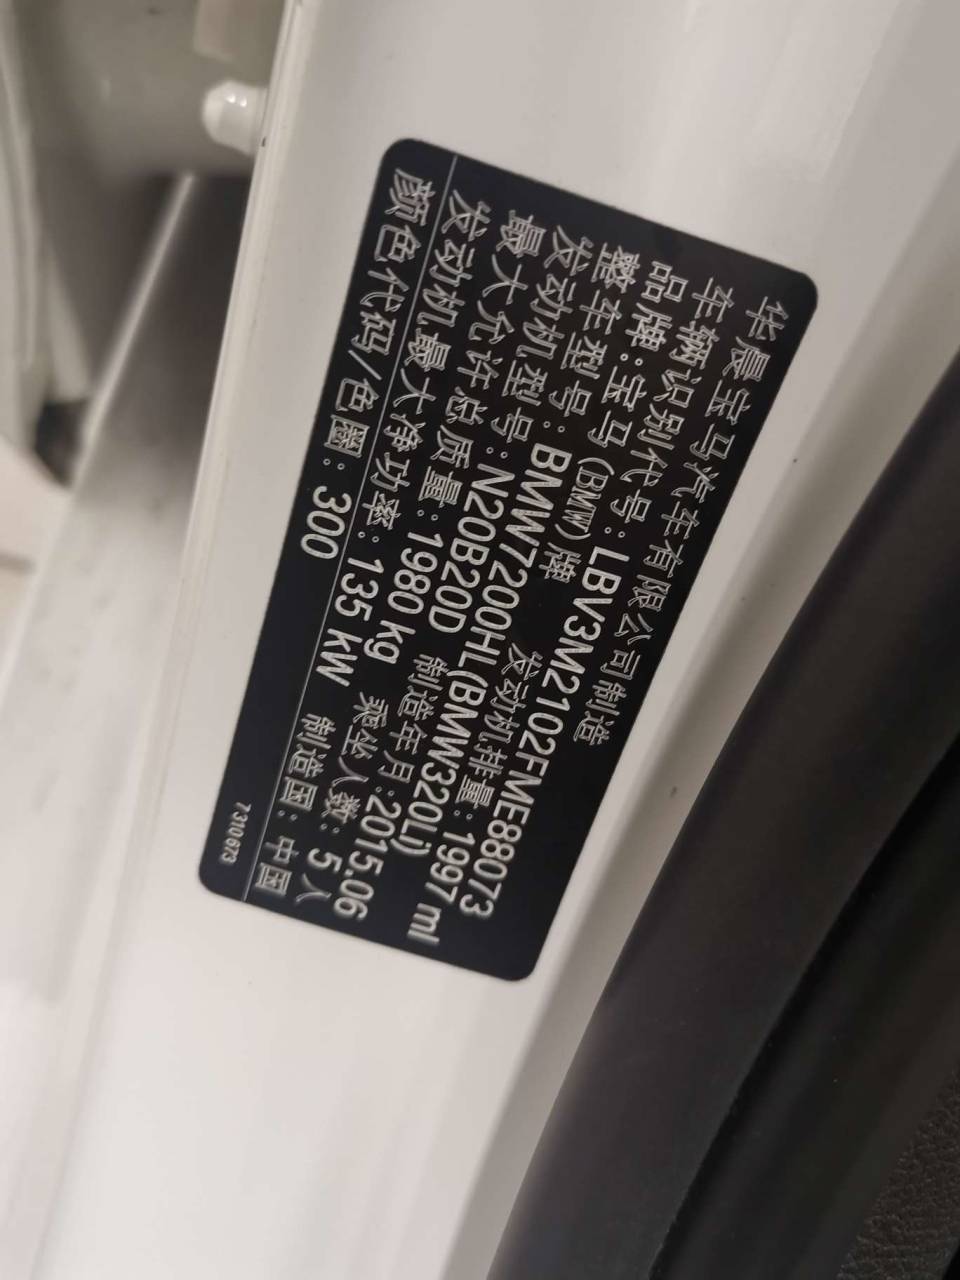 华晨宝马汽车有限公司制造
车辆识别代号: LBV3M2102FME88073
品牌: 宝马 (BMW) 牌 发动机排量: 1997 ml
整车型号: BMW7200HL(BMW320Li)
发动机型号: N20B20D 制造年月: 2015.06
最大允许总质量: 1980 kg 乘坐人数: 5 人
发动机最大净功率: 135 kW 制造国: 中国
颜色代码/色圈: 300
7310673